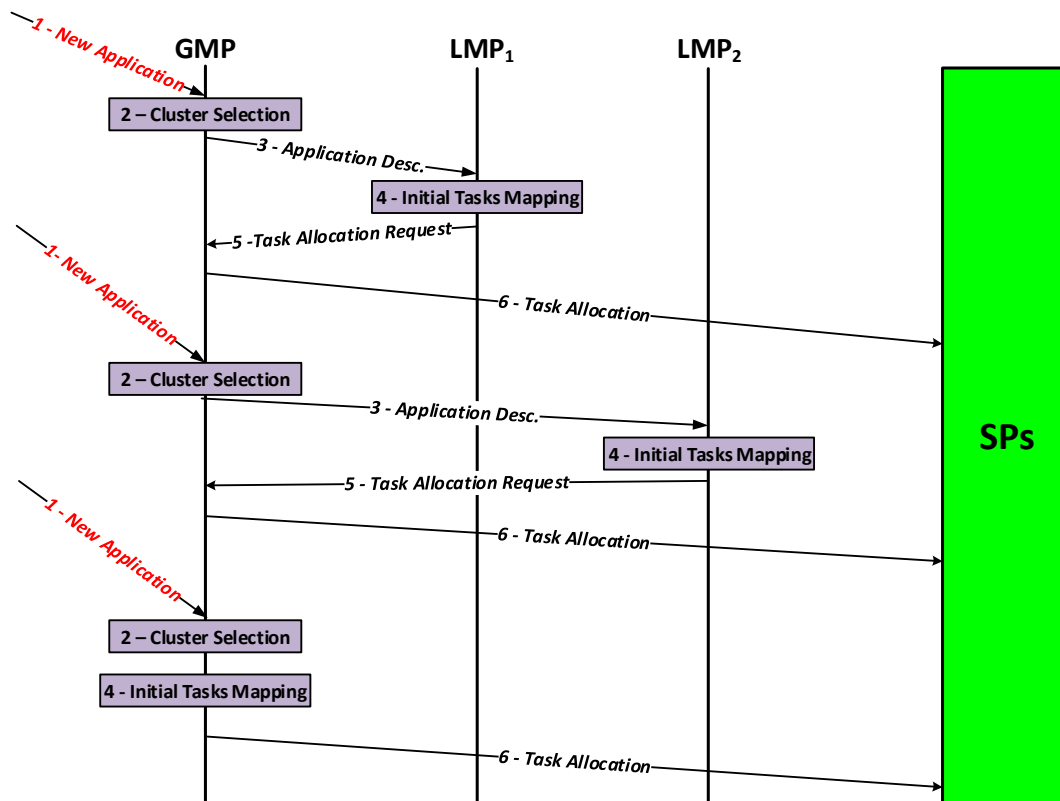 GMP
LMP₁
LMP₂
1 - New Application
2 – Cluster Selection
3 - Application Desc.
4 - Initial Tasks Mapping
5 -Task Allocation Request
1- New Application
6 - Task Allocation
2 – Cluster Selection
3 - Application Desc.
SPs
4 - Initial Tasks Mapping
5 - Task Allocation Request
1 - New Application
6 - Task Allocation
2 – Cluster Selection
4 - Initial Tasks Mapping
6 - Task Allocation